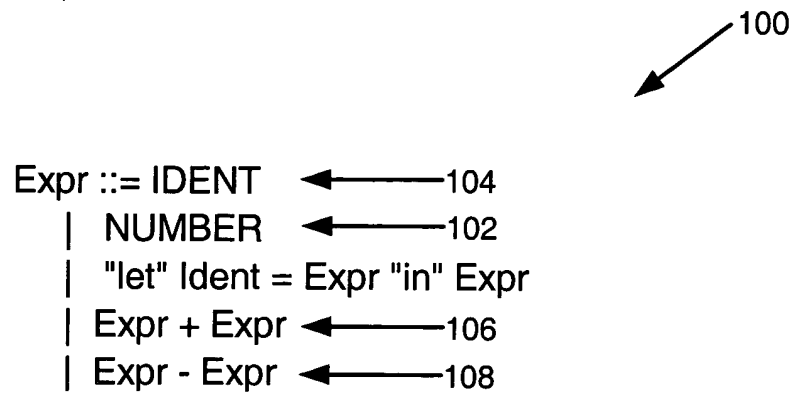 100
Expr ::= IDENT 104
| NUMBER 102
| "let" Ident = Expr "in" Expr
| Expr + Expr 106
| Expr - Expr 108